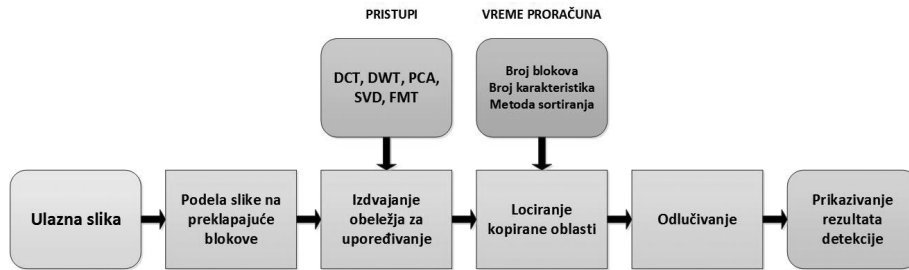 PRISTUPI
VREME PRORAČUNA
DCT, DWT, PCA,
SVD, FMT
Broj blokova
Broj karakteristika
Metoda sortiranja
Ulazna slika
Podela slike na
preklapajuće
blokove
Izdvajanje
obeležja za
upoređivanje
Lociranje
kopirane oblasti
Odlučivanje
Prikazivanje
rezultata
detekcije